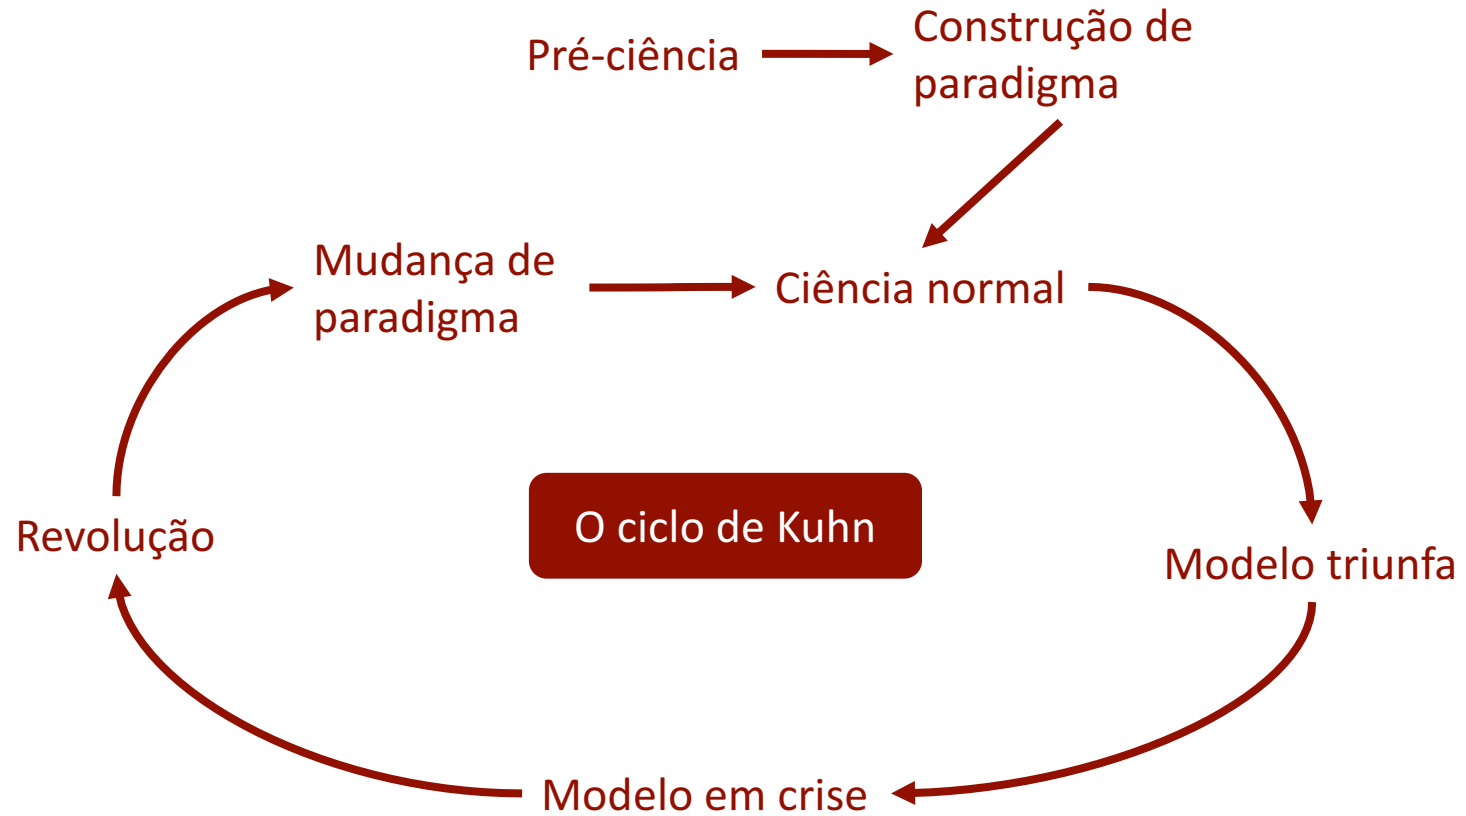 Pré-ciência
Construção de
paradigma
Mudança de
paradigma
Ciência normal
Revolução
O ciclo de Kuhn
Modelo triunfa
Modelo em crise